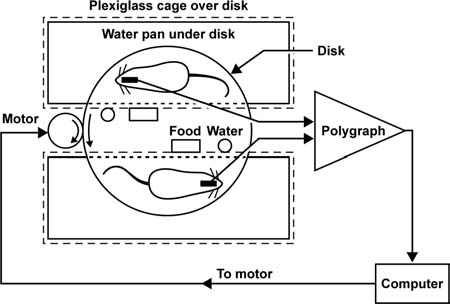 Plexiglass cage over disk
Water pan under disk
Disk
Motor
Food Water
Polygraph
To motor
Computer